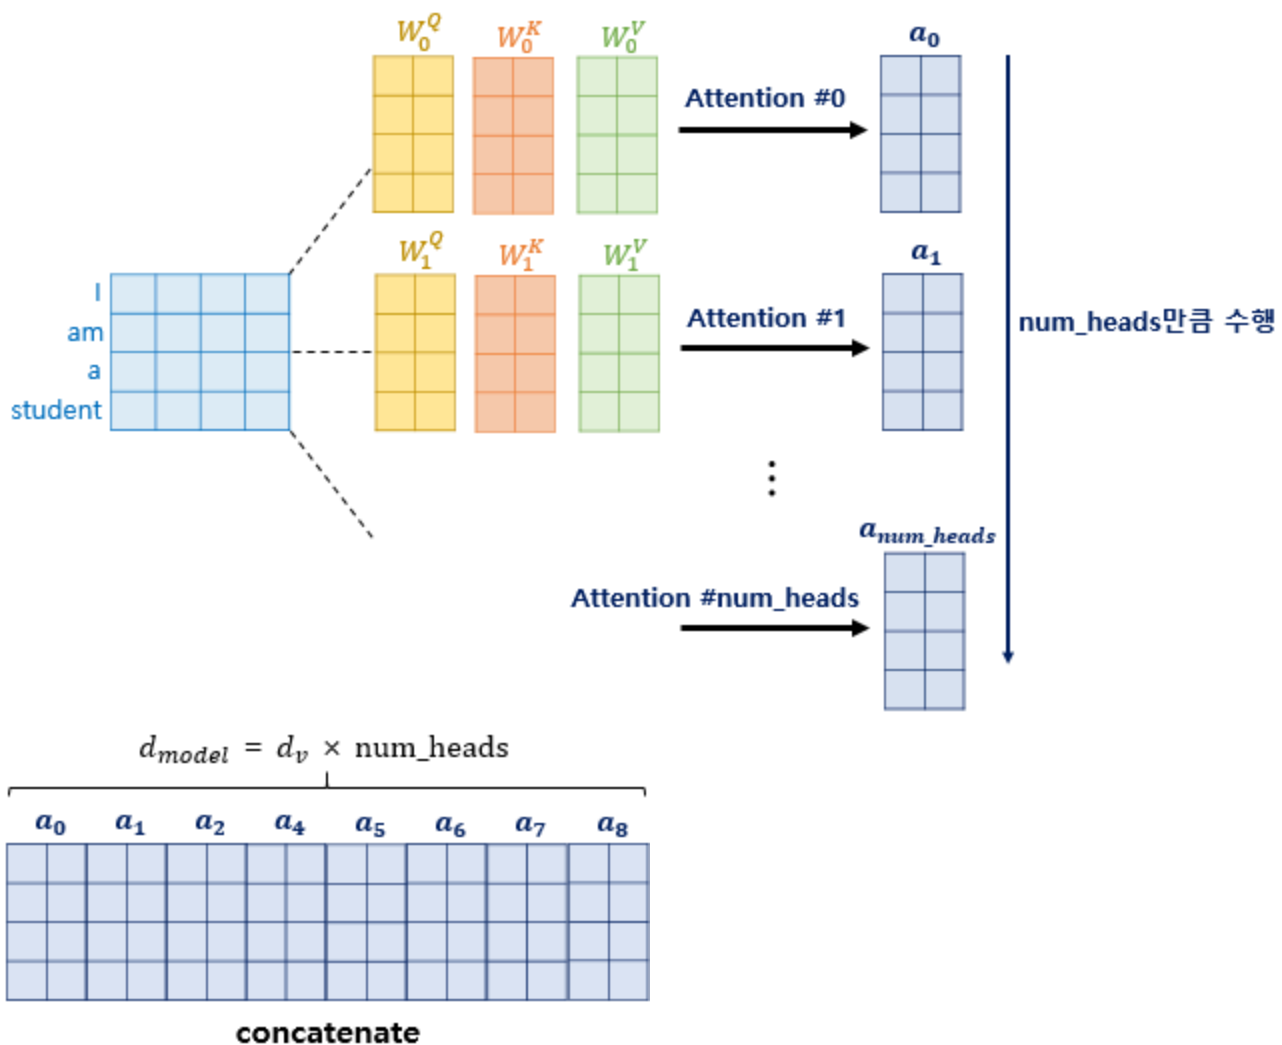 W_0^Q W_0^K W_0^V
Attention #0
a_0
W_1^Q W_1^K W_1^V
Attention #1
a_1
I
am
a
student
num_heads만큼 수행
⋮
Attention #num_heads
a_num_heads
d_model = d_v × num_heads
a_0 a_1 a_2 a_4 a_5 a_6 a_7 a_8
concatenate